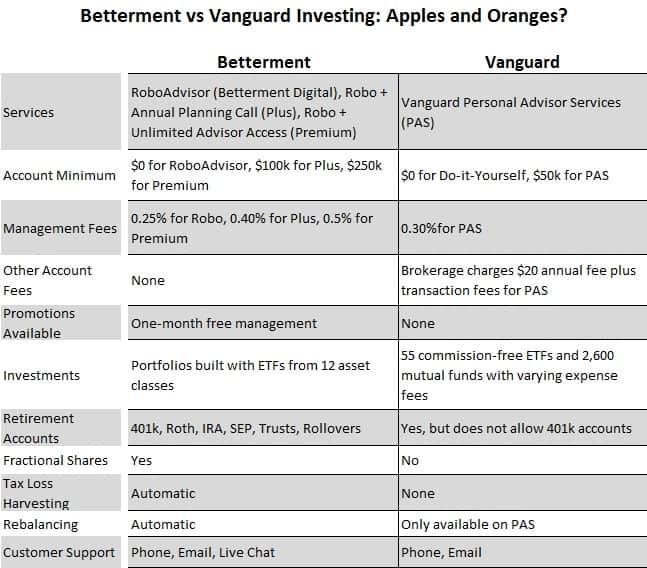 Betterment vs Vanguard Investing: Apples and Oranges?
Betterment
Vanguard
Services
RoboAdvisor (Betterment Digital), Robo +
Annual Planning Call (Plus), Robo +
Unlimited Advisor Access (Premium)
Vanguard Personal Advisor Services
(PAS)
Account Minimum
$0 for RoboAdvisor, $100k for Plus, $250k
for Premium
$0 for Do-it-Yourself, $50k for PAS
Management Fees
0.25% for Robo, 0.40% for Plus, 0.5% for
Premium
0.30%for PAS
Other Account
Fees
None
Brokerage charges $20 annual fee plus
transaction fees for PAS
Promotions
Available
One-month free management
None
Investments
Portfolios built with ETFs from 12 asset
classes
55 commission-free ETFs and 2,600
mutual funds with varying expense
fees
Retirement
Accounts
401k, Roth, IRA, SEP, Trusts, Rollovers
Yes, but does not allow 401k accounts
Fractional Shares
Yes
No
Tax Loss
Harvesting
Automatic
None
Rebalancing
Automatic
Only available on PAS
Customer Support
Phone, Email, Live Chat
Phone, Email